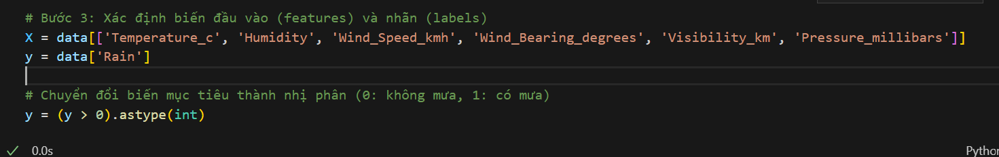 # Bước 3: Xác định biến đầu vào (features) và nhãn (labels)
X = data[['Temperature_c', 'Humidity', 'Wind_Speed_kmh', 'Wind_Bearing_degrees', 'Visibility_km', 'Pressure_millibars']]
y = data['Rain']
# Chuyển đổi biến mục tiêu thành nhị phân (0: không mưa, 1: có mưa)
y = (y > 0).astype(int)
0.0s